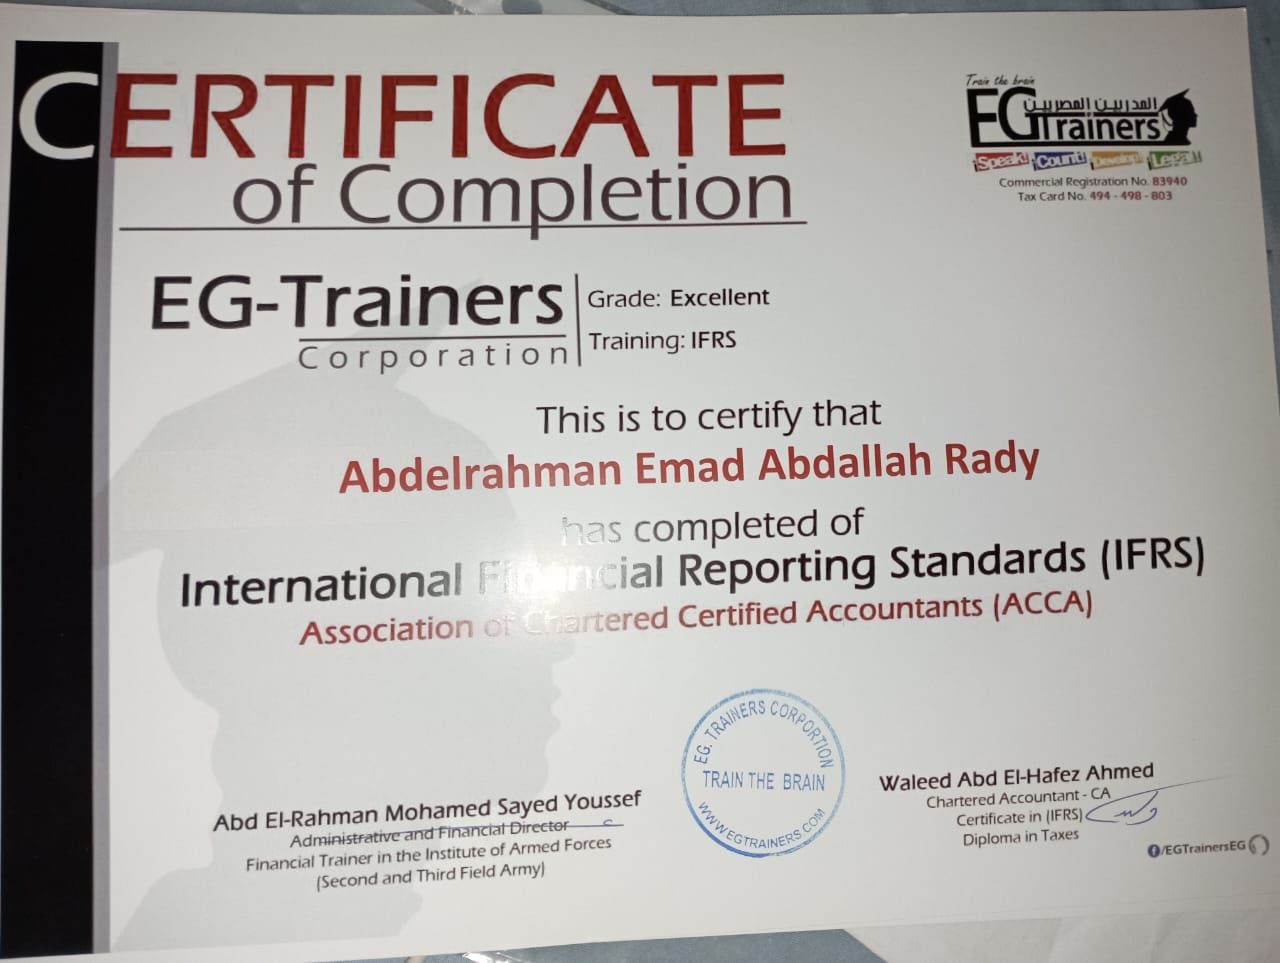 CERTIFICATE
of Completion
Train the brain
المدربين المصريين
EGTrainers
Speak! Count! Develop! Legal!
Commercial Registration No. 83940
Tax Card No. 494 - 498 - 803
EG-Trainers
Corporation
Grade: Excellent
Training: IFRS
This is to certify that
Abdelrahman Emad Abdallah Rady
has completed of
International Financial Reporting Standards (IFRS)
Association of Chartered Certified Accountants (ACCA)
Abd El-Rahman Mohamed Sayed Youssef
Administrative and Financial Director
Financial Trainer in the Institute of Armed Forces
(Second and Third Field Army)
EG. TRAINERS CORPORTION
TRAIN THE BRAIN
WWW.EGTRAINERS.COM
Waleed Abd El-Hafez Ahmed
Chartered Accountant - CA
Certificate in (IFRS)
Diploma in Taxes
f/EGTrainersEG